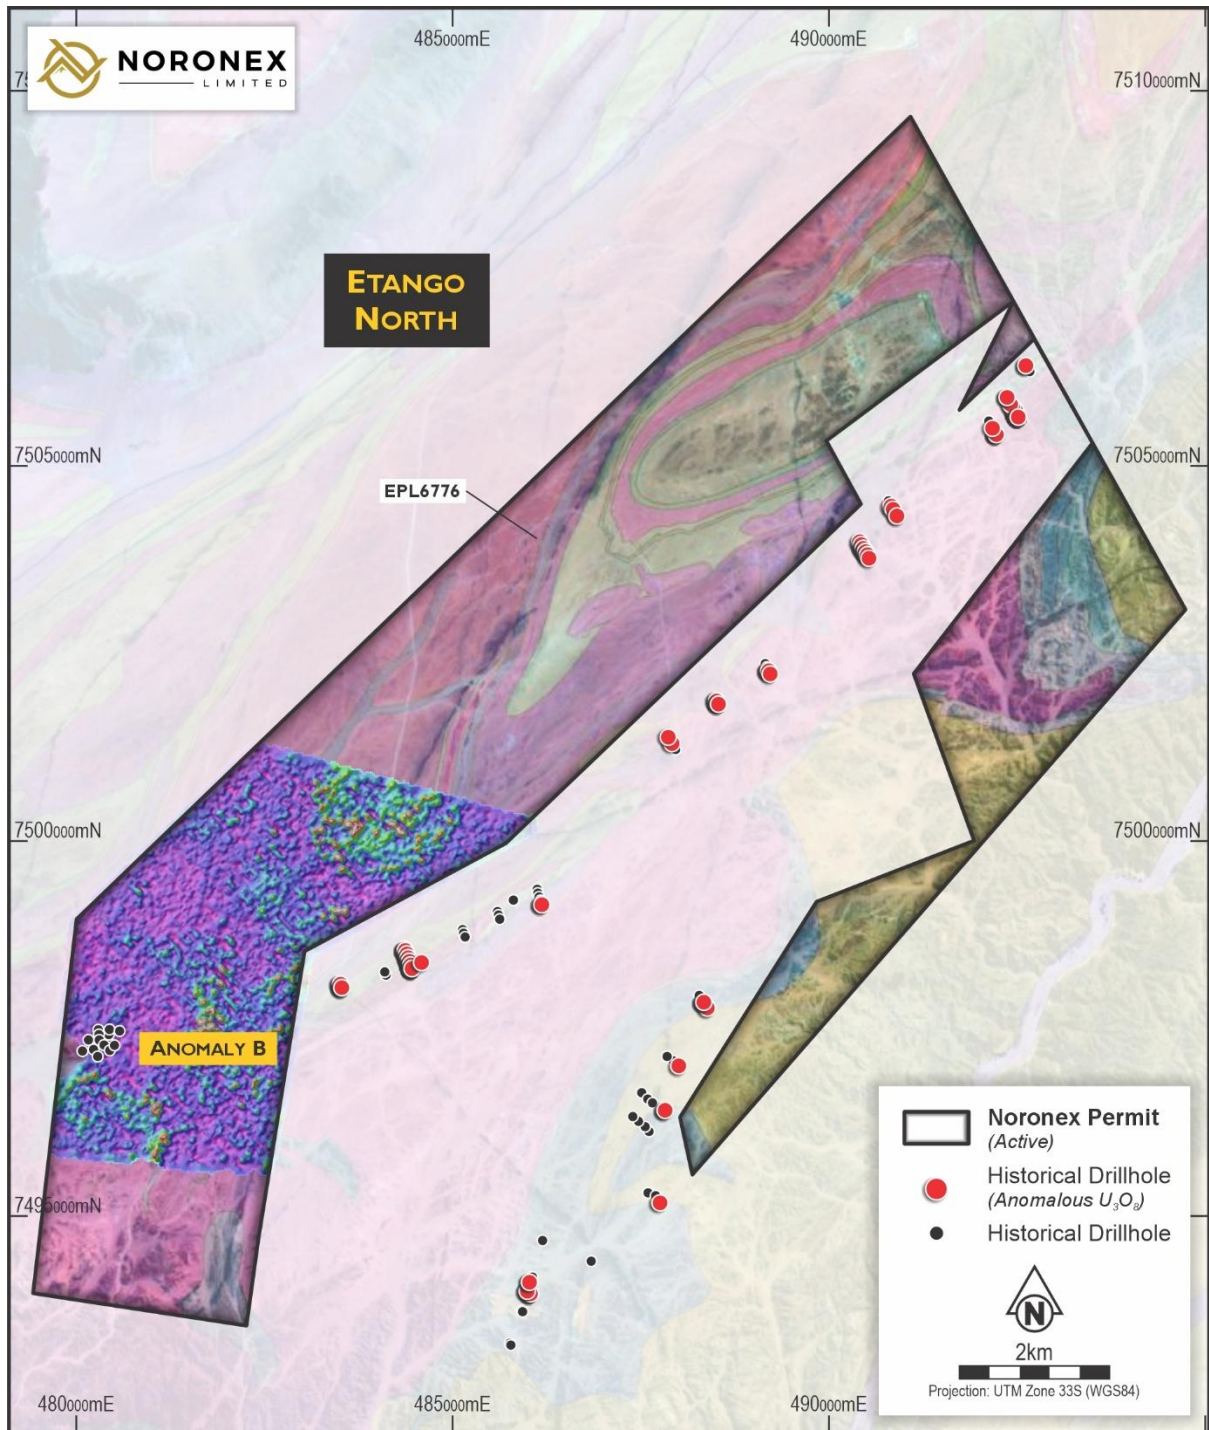 NORONEX
LIMITED
485000mE
490000mE
7510000mN
ETANGO
NORTH
7505000mN
7505000mN
EPL6776
7500000mN
7500000mN
ANOMALY B
7495000mN
Noronex Permit
(Active)
Historical Drillhole
(Anomalous U₃O₈)
Historical Drillhole
N
2km
Projection: UTM Zone 33S (WGS84)
480000mE
485000mE
490000mE